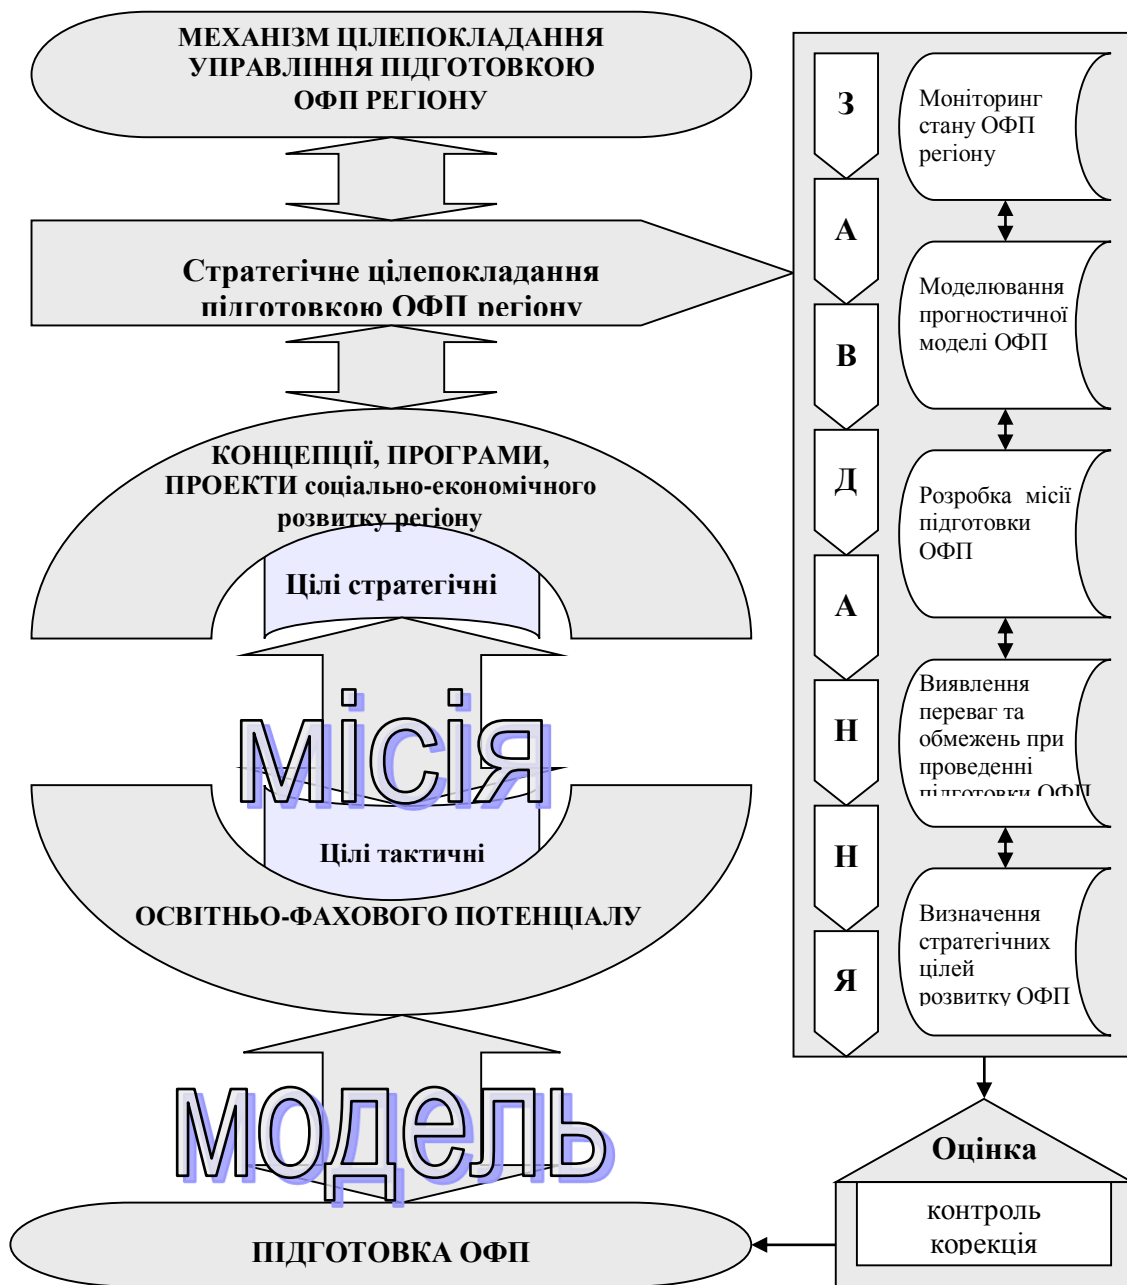 МЕХАНІЗМ ЦІЛЕПОКЛАДАННЯ
УПРАВЛІННЯ ПІДГОТОВКОЮ
ОФП РЕГІОНУ
Стратегічне цілепокладання
підготовкою ОФП регіону
КОНЦЕПЦІЇ, ПРОГРАМИ,
ПРОЕКТИ соціально-економічного
розвитку регіону
Цілі стратегічні
місія
Цілі тактичні
ОСВІТНЬО-ФАХОВОГО ПОТЕНЦІАЛУ
модель
ПІДГОТОВКА ОФП
З
А
В
Д
А
Н
Н
Я
Моніторинг
стану ОФП
регіону
Моделювання
прогностичної
моделі ОФП
Розробка місії
підготовки
ОФП
Виявлення
переваг та
обмежень при
проведенні
підготовки ОФП
Визначення
стратегічних
цілей
розвитку ОФП
Оцінка
контроль
корекція